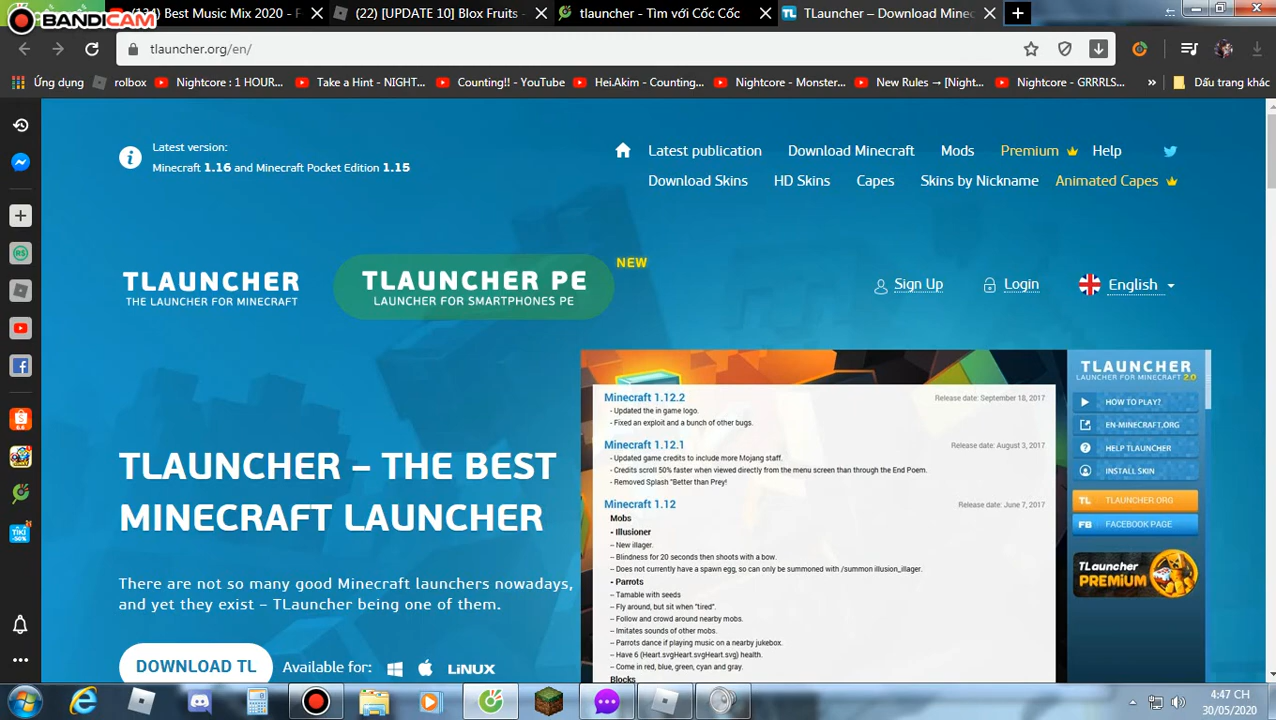 BANDICAM
Best Music Mix 2020 - F
(22) [UPDATE 10] Blox Fruits -
tlauncher - Tìm với Cốc Cốc
TLauncher – Download Minec
tlauncher.org/en/
Ứng dụng
rolbox
Nightcore : 1 HOUR...
Take a Hint - NIGHT...
Counting!! - YouTube
Hei.Akim - Counting...
Nightcore - Monster...
New Rules → [Night...
Nightcore - GRRRLS...
»
Dấu trang khác
Latest version:
Minecraft 1.16 and Minecraft Pocket Edition 1.15
Latest publication
Download Minecraft
Mods
Premium
Help
Download Skins
HD Skins
Capes
Skins by Nickname
Animated Capes
TLAUNCHER
THE LAUNCHER FOR MINECRAFT
TLAUNCHER PE
LAUNCHER FOR SMARTPHONES PE
NEW
Sign Up
Login
English
TLAUNCHER – THE BEST
MINECRAFT LAUNCHER
There are not so many good Minecraft launchers nowadays,
and yet they exist – TLauncher being one of them.
DOWNLOAD TL
Available for:
LINUX
Minecraft 1.12.2
Release date: September 18, 2017
- Updated the in game logo.
- Fixed an exploit and a bunch of other bugs.
Minecraft 1.12.1
Release date: August 3, 2017
- Updated game credits to include more Mojang staff.
- Credits scroll 50% faster when viewed directly from the menu screen than through the End Poem.
- Removed Splash "Better than Prey!
Minecraft 1.12
Release date: June 7, 2017
Mobs
- Illusioner
– New illager.
– Blindness for 20 seconds then shoots with a bow.
– Does not currently have a spawn egg, so can only be summoned with /summon illusion_illager.
- Parrots
– Tamable with seeds
– Fly around, but sit when "tired".
– Follow and crowd around nearby mobs.
– Imitates sounds of other mobs.
– Parrots dance if playing music on a nearby jukebox.
– Have 6 (Heart.svgHeart.svgHeart.svg) health.
– Come in red, blue, green, cyan and gray.
Blocks
TLAUNCHER
LAUNCHER FOR MINECRAFT 2.0
HOW TO PLAY?
EN-MINECRAFT.ORG
HELP TLAUNCHER
INSTALL SKIN
TL TLAUNCHER.ORG
FB FACEBOOK PAGE
TLauncher
PREMIUM
4:47 CH
30/05/2020